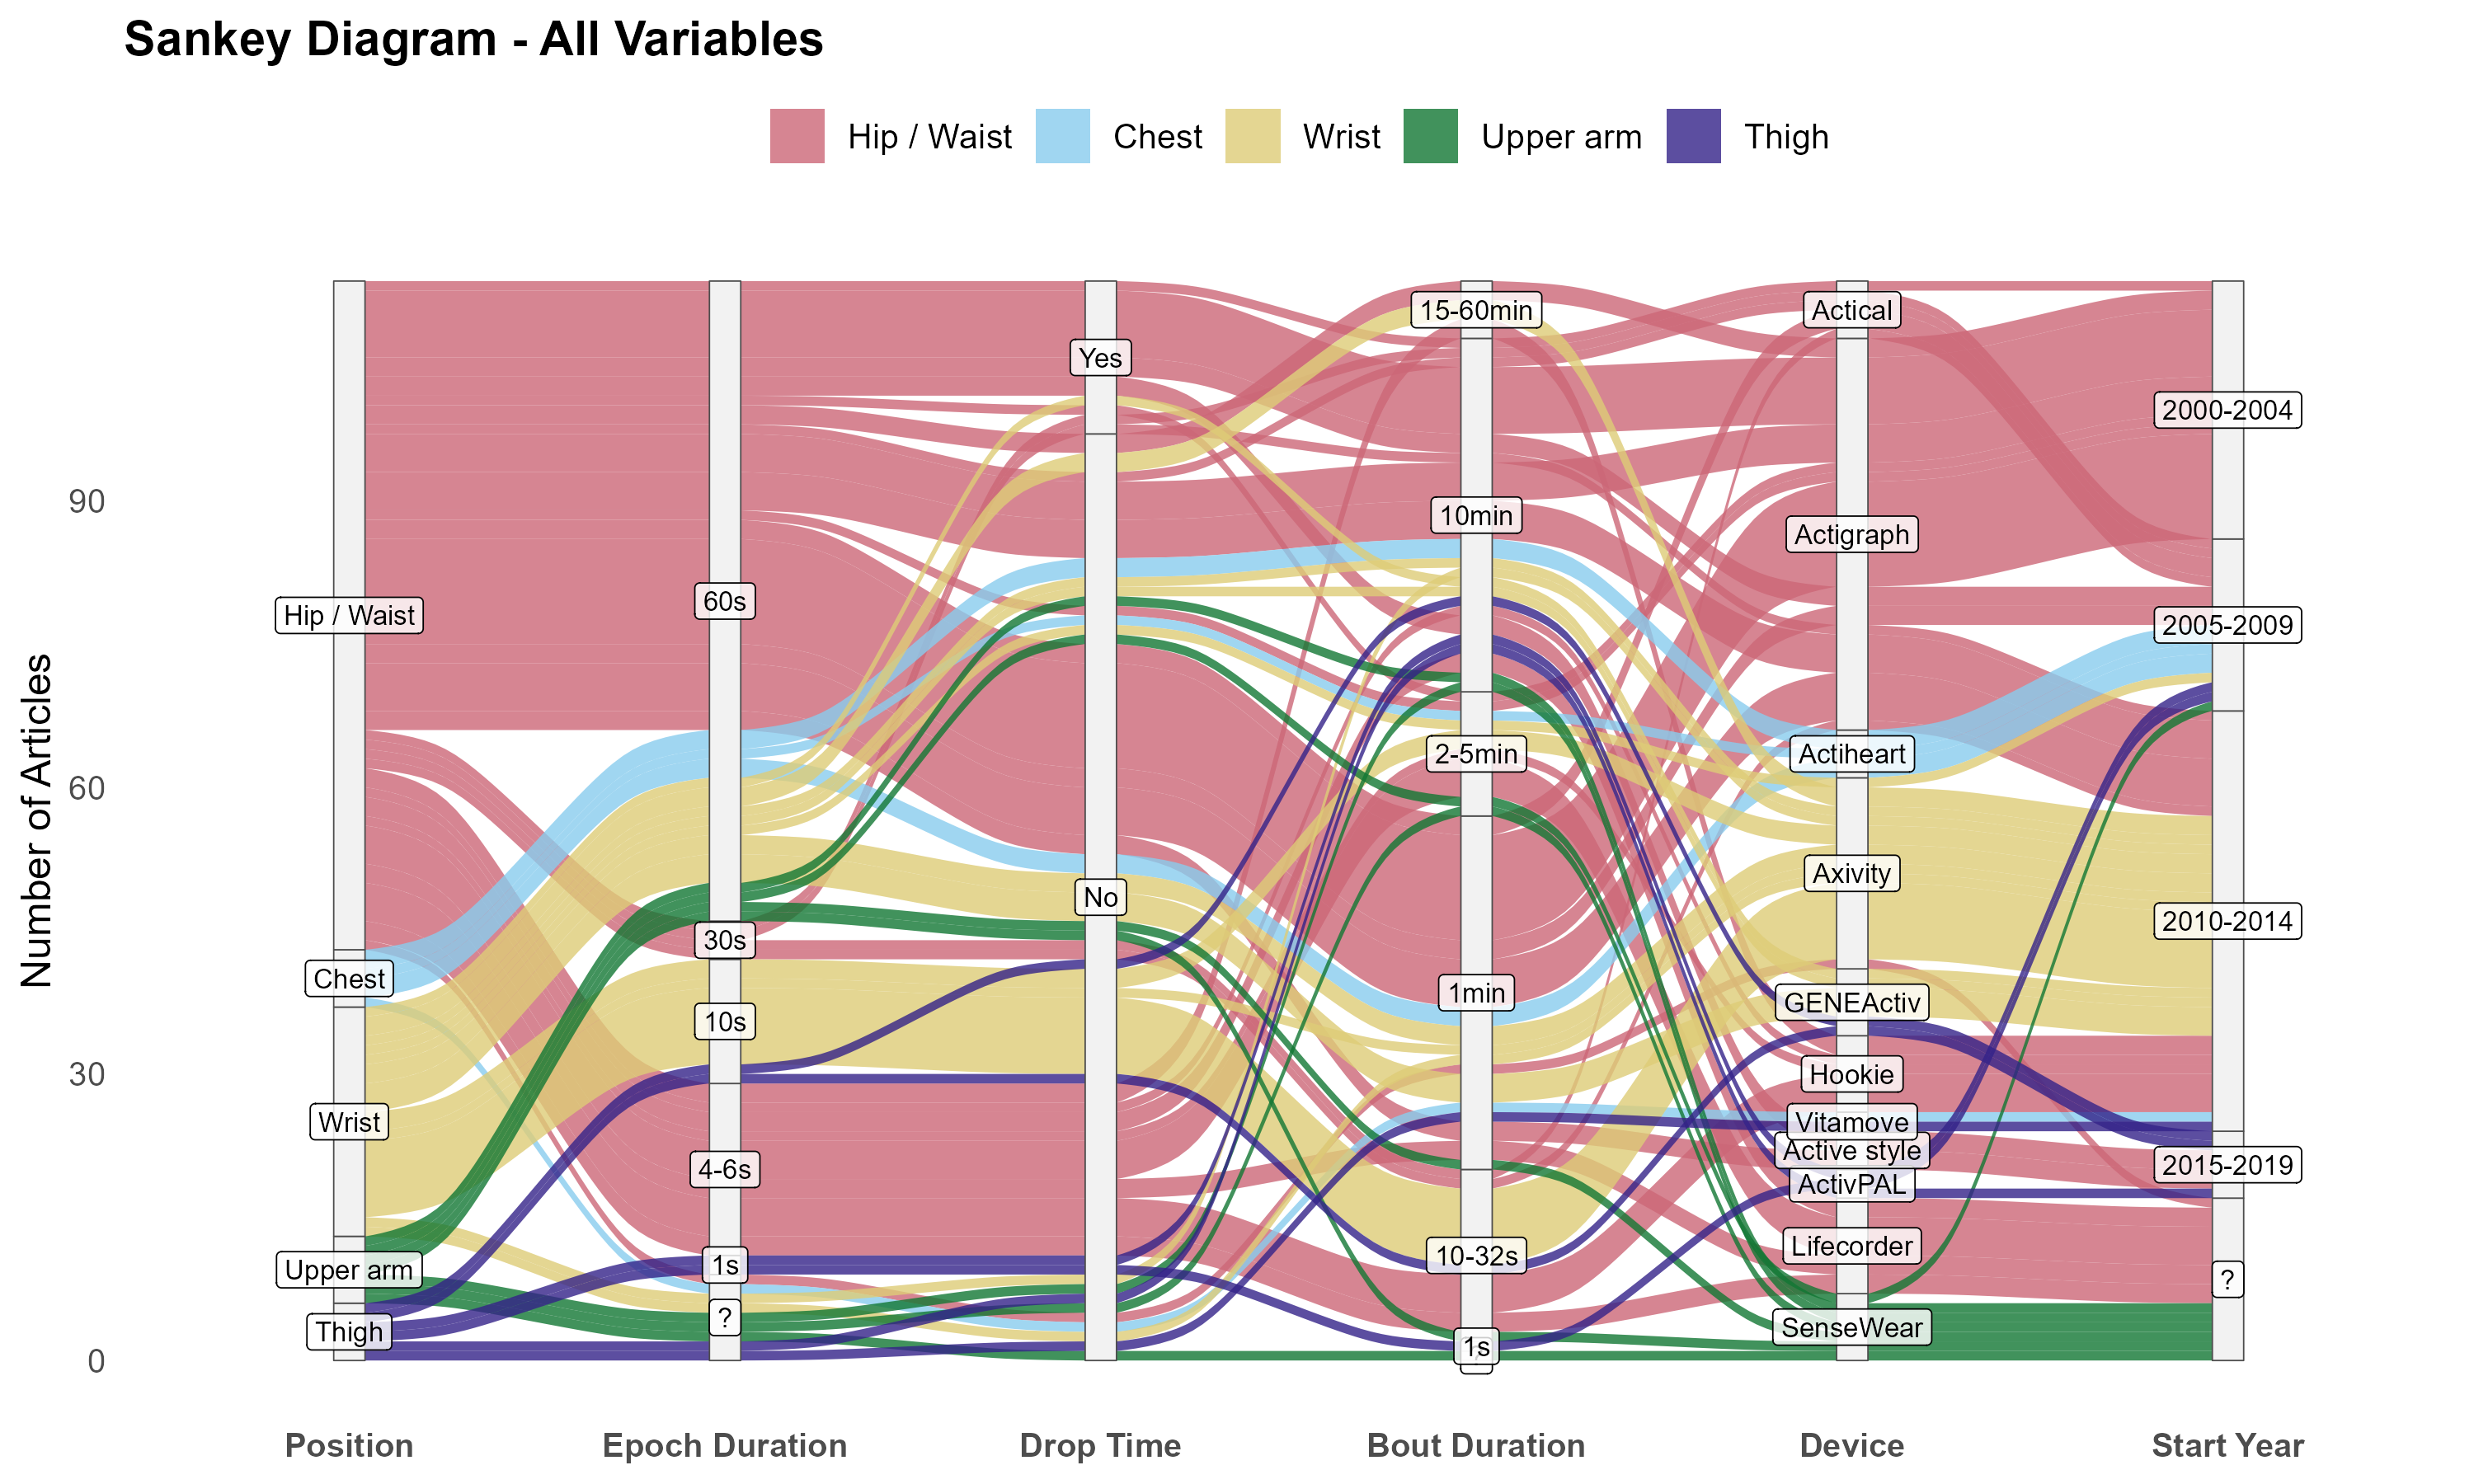 Sankey Diagram - All Variables
Hip / Waist
Chest
Wrist
Upper arm
Thigh
Number of Articles
90
60
30
0
Hip / Waist
Chest
Wrist
Upper arm
Thigh
60s
30s
10s
4-6s
1s
?
Yes
No
15-60min
10min
2-5min
1min
10-32s
1s
Actical
Actigraph
Actiheart
Axivity
GENEActiv
Hookie
Vitamove
Active style
ActivPAL
Lifecorder
SenseWear
2000-2004
2005-2009
2010-2014
2015-2019
?
Position
Epoch Duration
Drop Time
Bout Duration
Device
Start Year